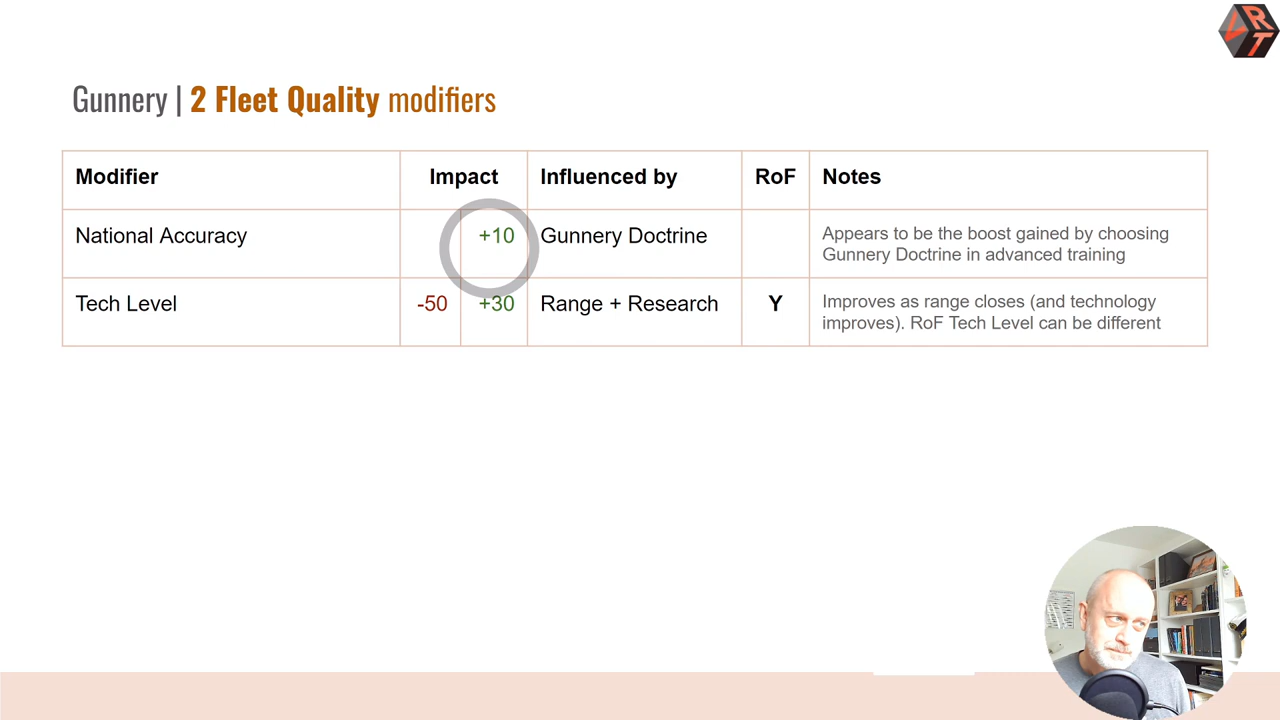 VRT
Gunnery | 2 Fleet Quality modifiers
Modifier Impact Influenced by RoF Notes
National Accuracy +10 Gunnery Doctrine Appears to be the boost gained by choosing
Gunnery Doctrine in advanced training
Tech Level -50 +30 Range + Research Y Improves as range closes (and technology
improves). RoF Tech Level can be different